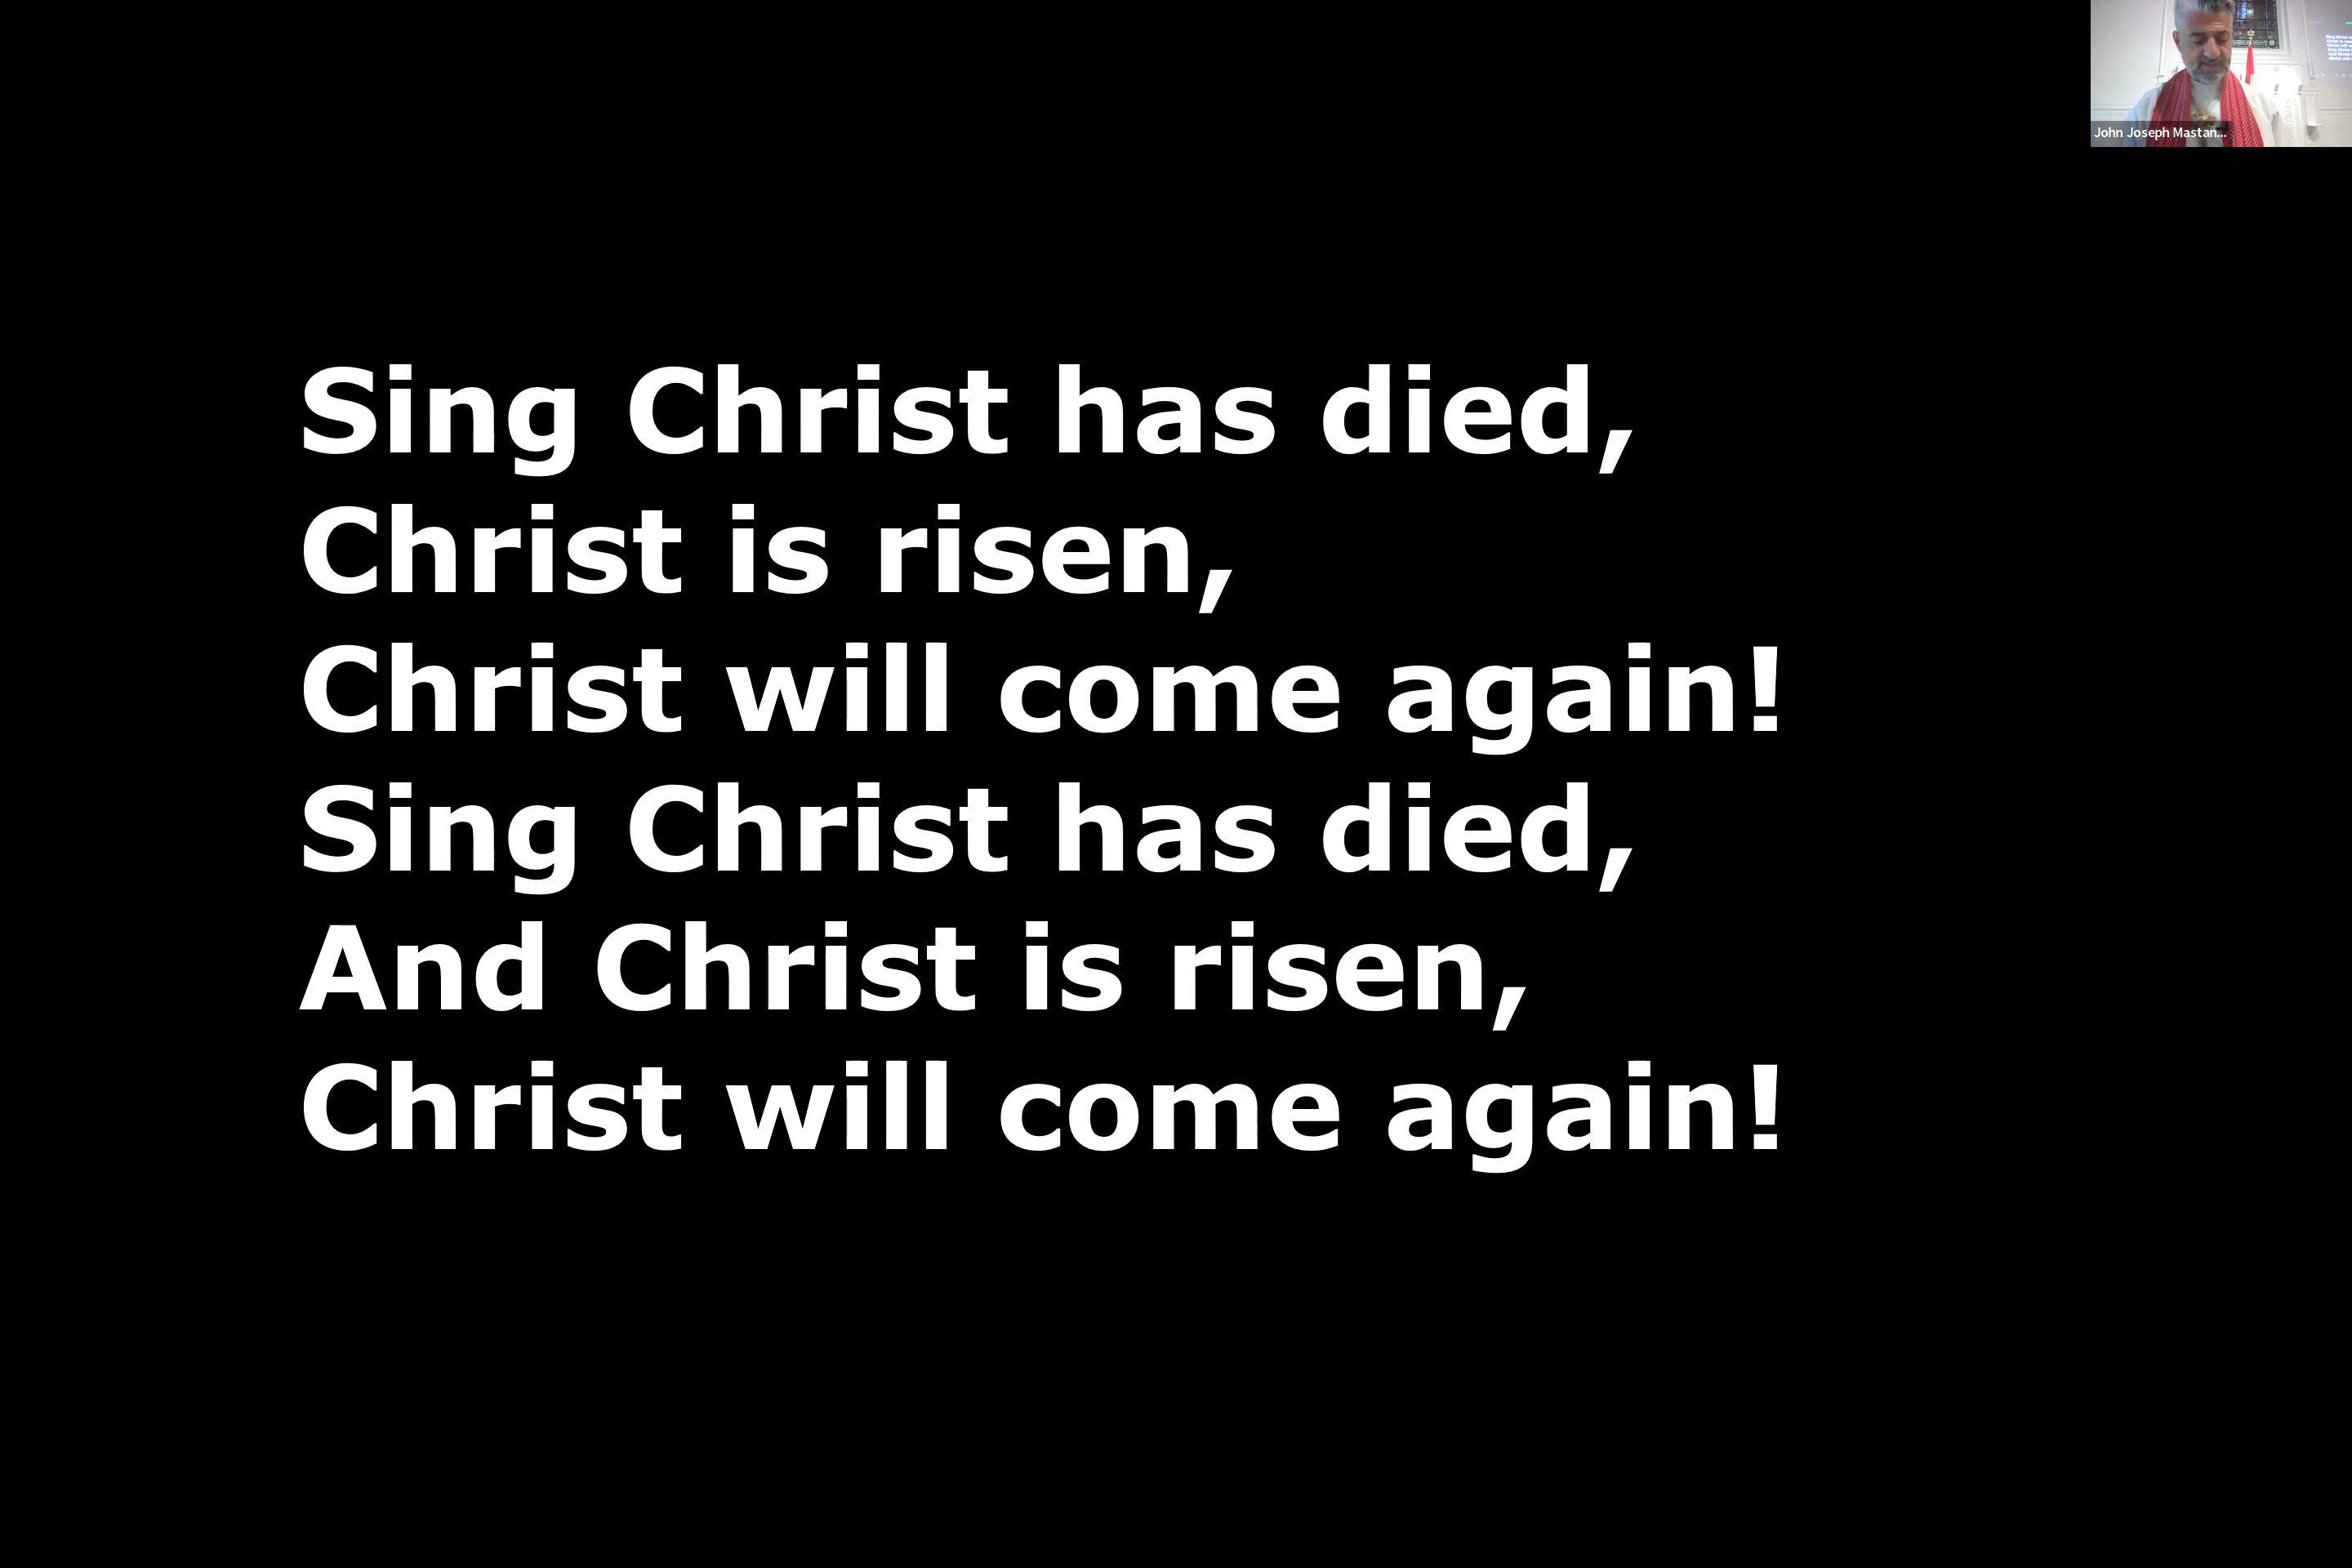 John Joseph Mastan...
Sing Christ has died,
Christ is risen,
Christ will come again!
Sing Christ has died,
And Christ is risen,
Christ will come again!